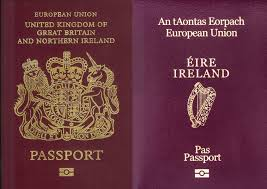 EUROPEAN UNION
UNITED KINGDOM OF
GREAT BRITAIN
AND NORTHERN IRELAND
PASSPORT
An tAontas Eorpach
European Union
ÉIRE
IRELAND
Pas
Passport